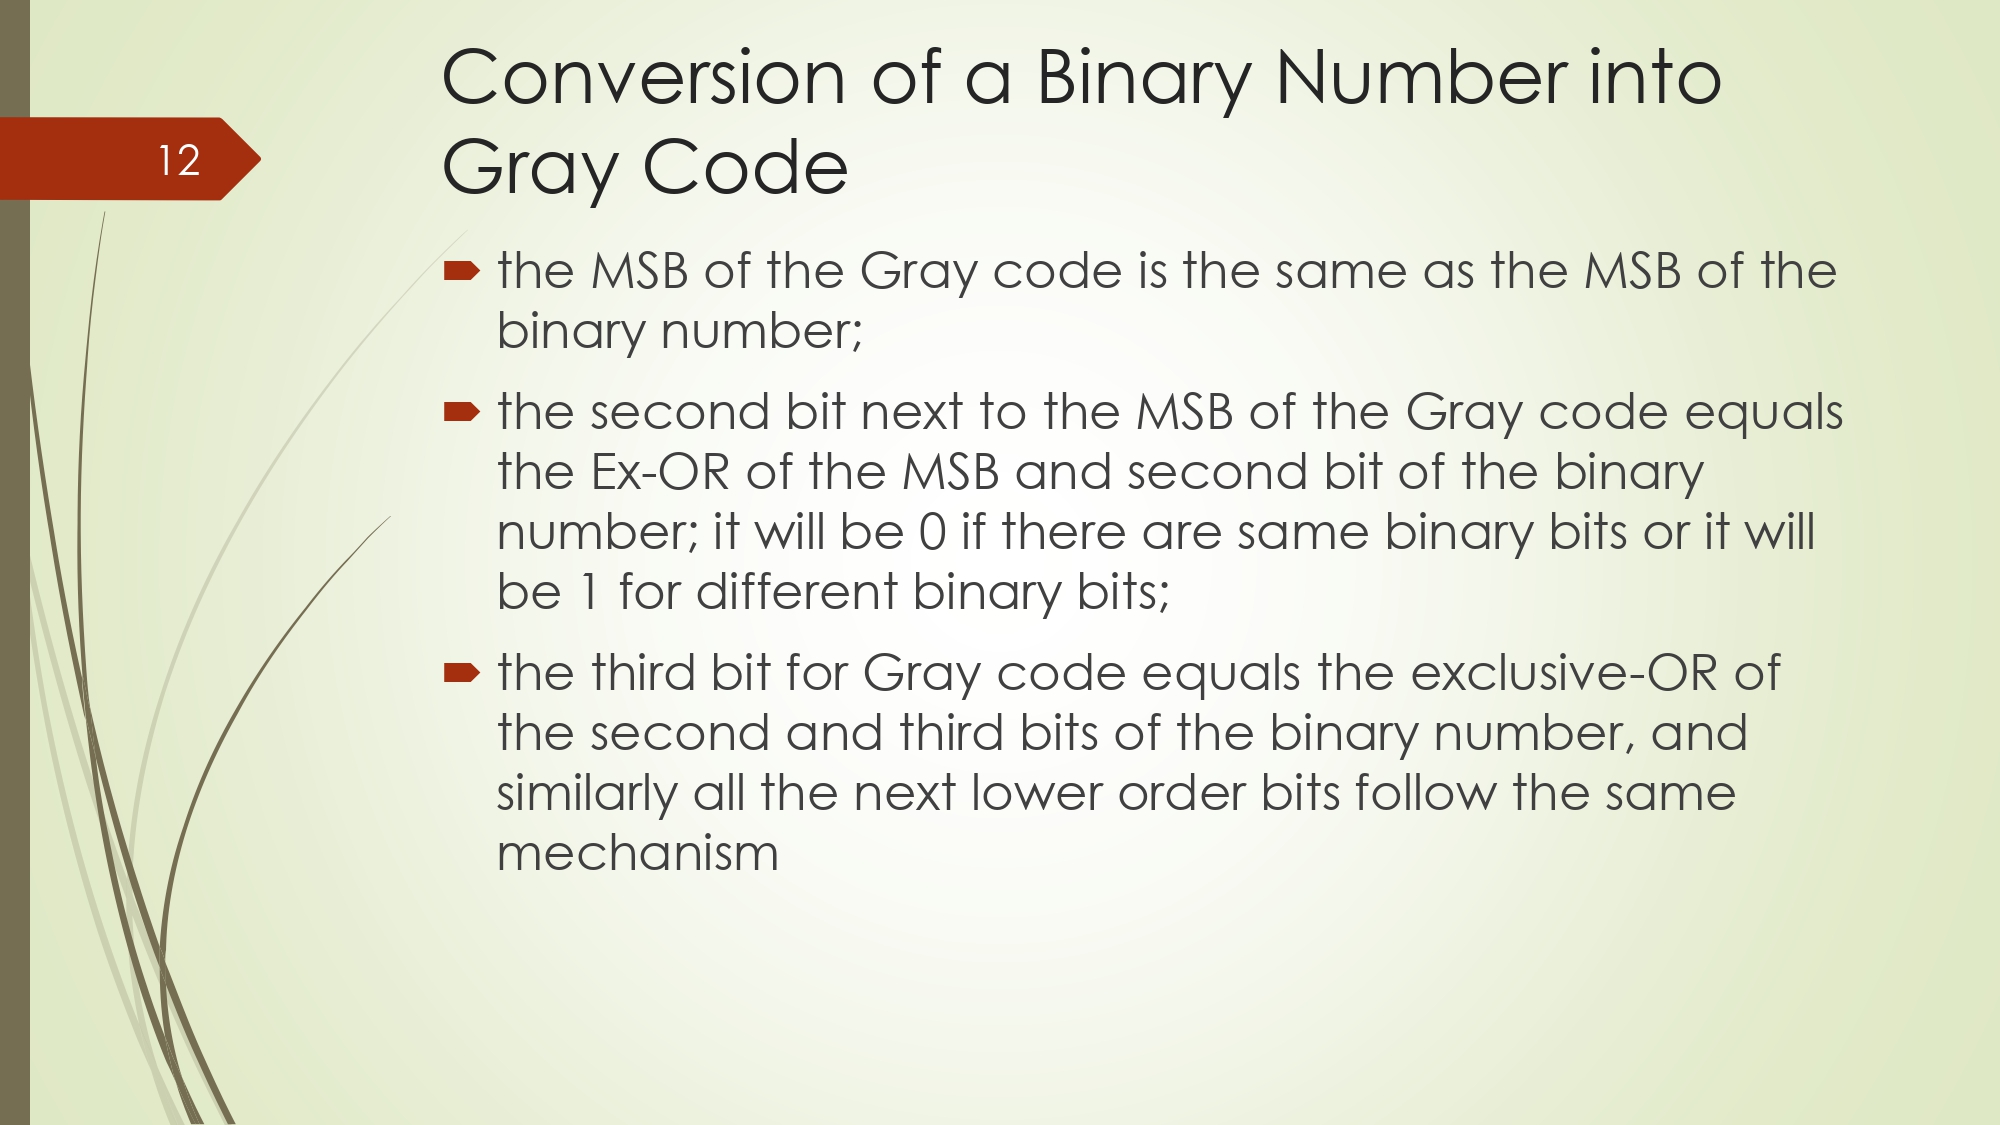 Conversion of a Binary Number into
Gray Code
12
the MSB of the Gray code is the same as the MSB of the
binary number;
the second bit next to the MSB of the Gray code equals
the Ex-OR of the MSB and second bit of the binary
number; it will be 0 if there are same binary bits or it will
be 1 for different binary bits;
the third bit for Gray code equals the exclusive-OR of
the second and third bits of the binary number, and
similarly all the next lower order bits follow the same
mechanism